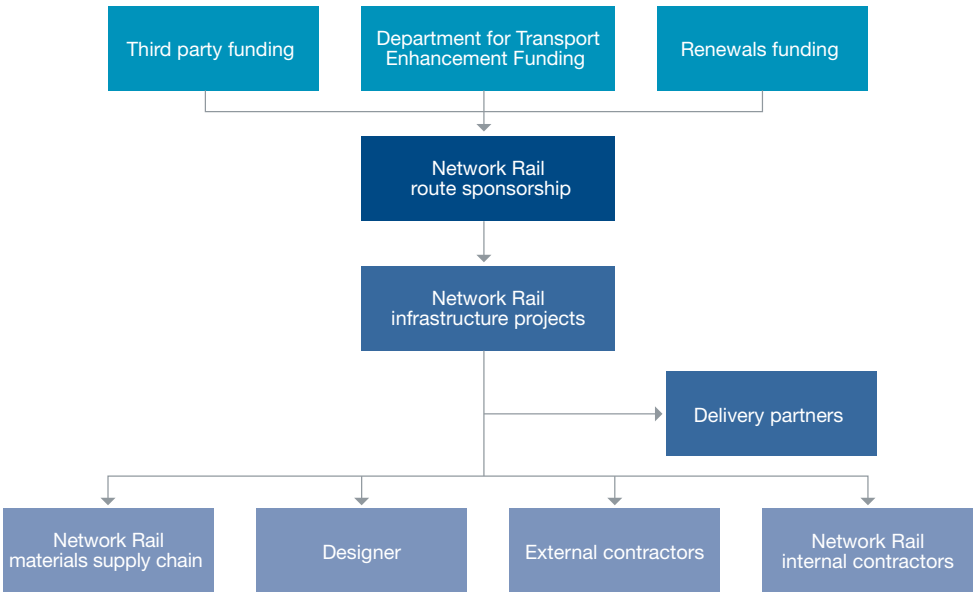 Third party funding
Department for Transport
Enhancement Funding
Renewals funding
Network Rail
route sponsorship
Network Rail
infrastructure projects
Delivery partners
Network Rail
materials supply chain
Designer
External contractors
Network Rail
internal contractors